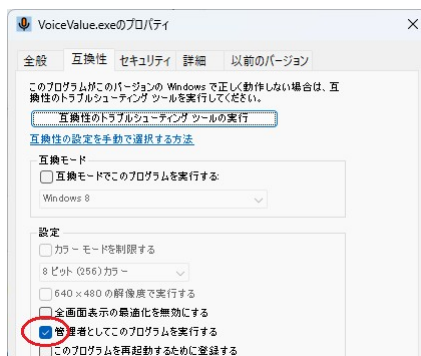 VoiceValue.exeのプロパティ
全般 互換性 セキュリティ 詳細 以前のバージョン
このプログラムがこのバージョンの Windows で正しく動作しない場合は、互
換性のトラブルシューティング ツールを実行してください。
互換性のトラブルシューティング ツールの実行
互換性の設定を手動で選択する方法
互換モード
互換モードでこのプログラムを実行する:
Windows 8
設定
カラー モードを制限する
8 ビット (256) カラー
640 × 480 の解像度で実行する
全画面表示の最適化を無効にする
管理者としてこのプログラムを実行する
このプログラムを再起動するために登録する